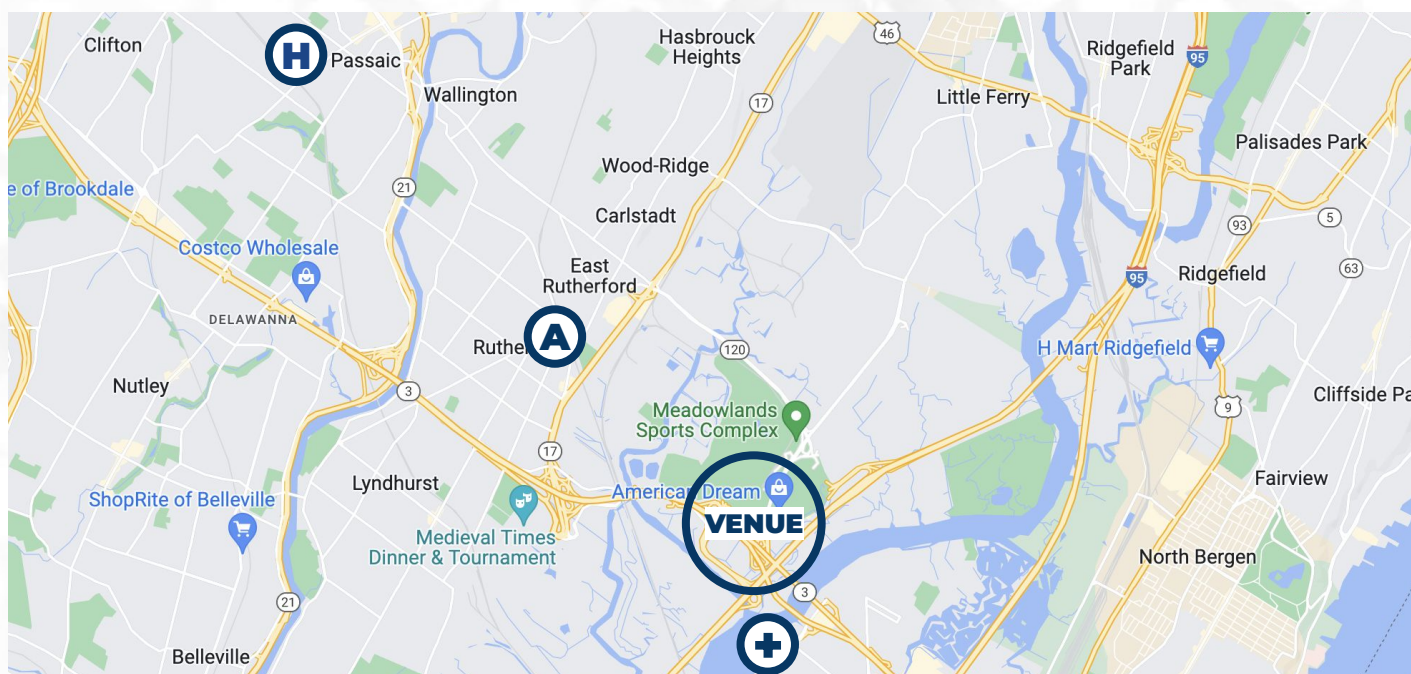 Clifton
H
Passaic
Wallington
Hasbrouck
Heights
46
Ridgefield
Park
95
Little Ferry
17
Palisades Park
Wood-Ridge
e of Brookdale
21
Carlstadt
5
93
Costco Wholesale
East
Rutherford
63
Ridgefield
95
DELAWANNA
A
Ruther
120
H Mart Ridgefield
Nutley
3
Cliffside Pa
9
Meadowlands
Sports Complex
17
Lyndhurst
American Dream
Fairview
ShopRite of Belleville
VENUE
Medieval Times
Dinner & Tournament
North Bergen
3
21
Belleville